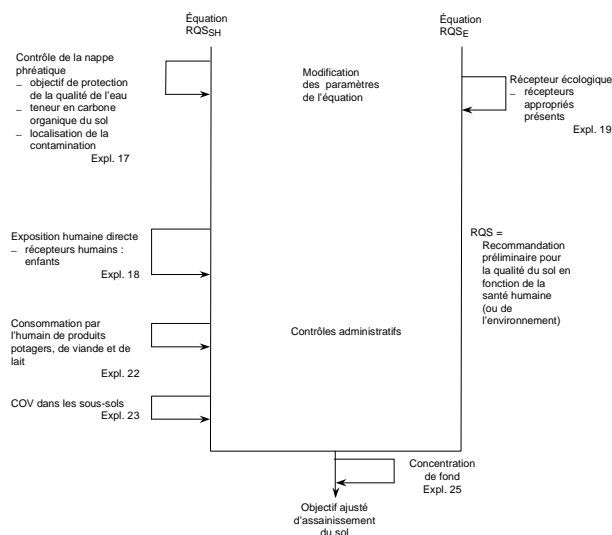 Équation
RQS_SH
Équation
RQS_E
Contrôle de la nappe
phréatique
– objectif de protection
de la qualité de l'eau
– teneur en carbone
organique du sol
– localisation de la
contamination
Expl. 17
Modification
des paramètres
de l'équation
Récepteur écologique
– récepteurs
appropriés
présents
Expl. 19
Exposition humaine directe
– récepteurs humains :
enfants
Expl. 18
RQS =
Recommandation
préliminaire pour
la qualité du sol en
fonction de la
santé humaine
(ou de
l'environnement)
Consommation par
l'humain de produits
potagers, de viande et de
lait
Expl. 22
Contrôles administratifs
COV dans les sous-sols
Expl. 23
Concentration
de fond
Expl. 25
Objectif ajusté
d'assainissement
du sol